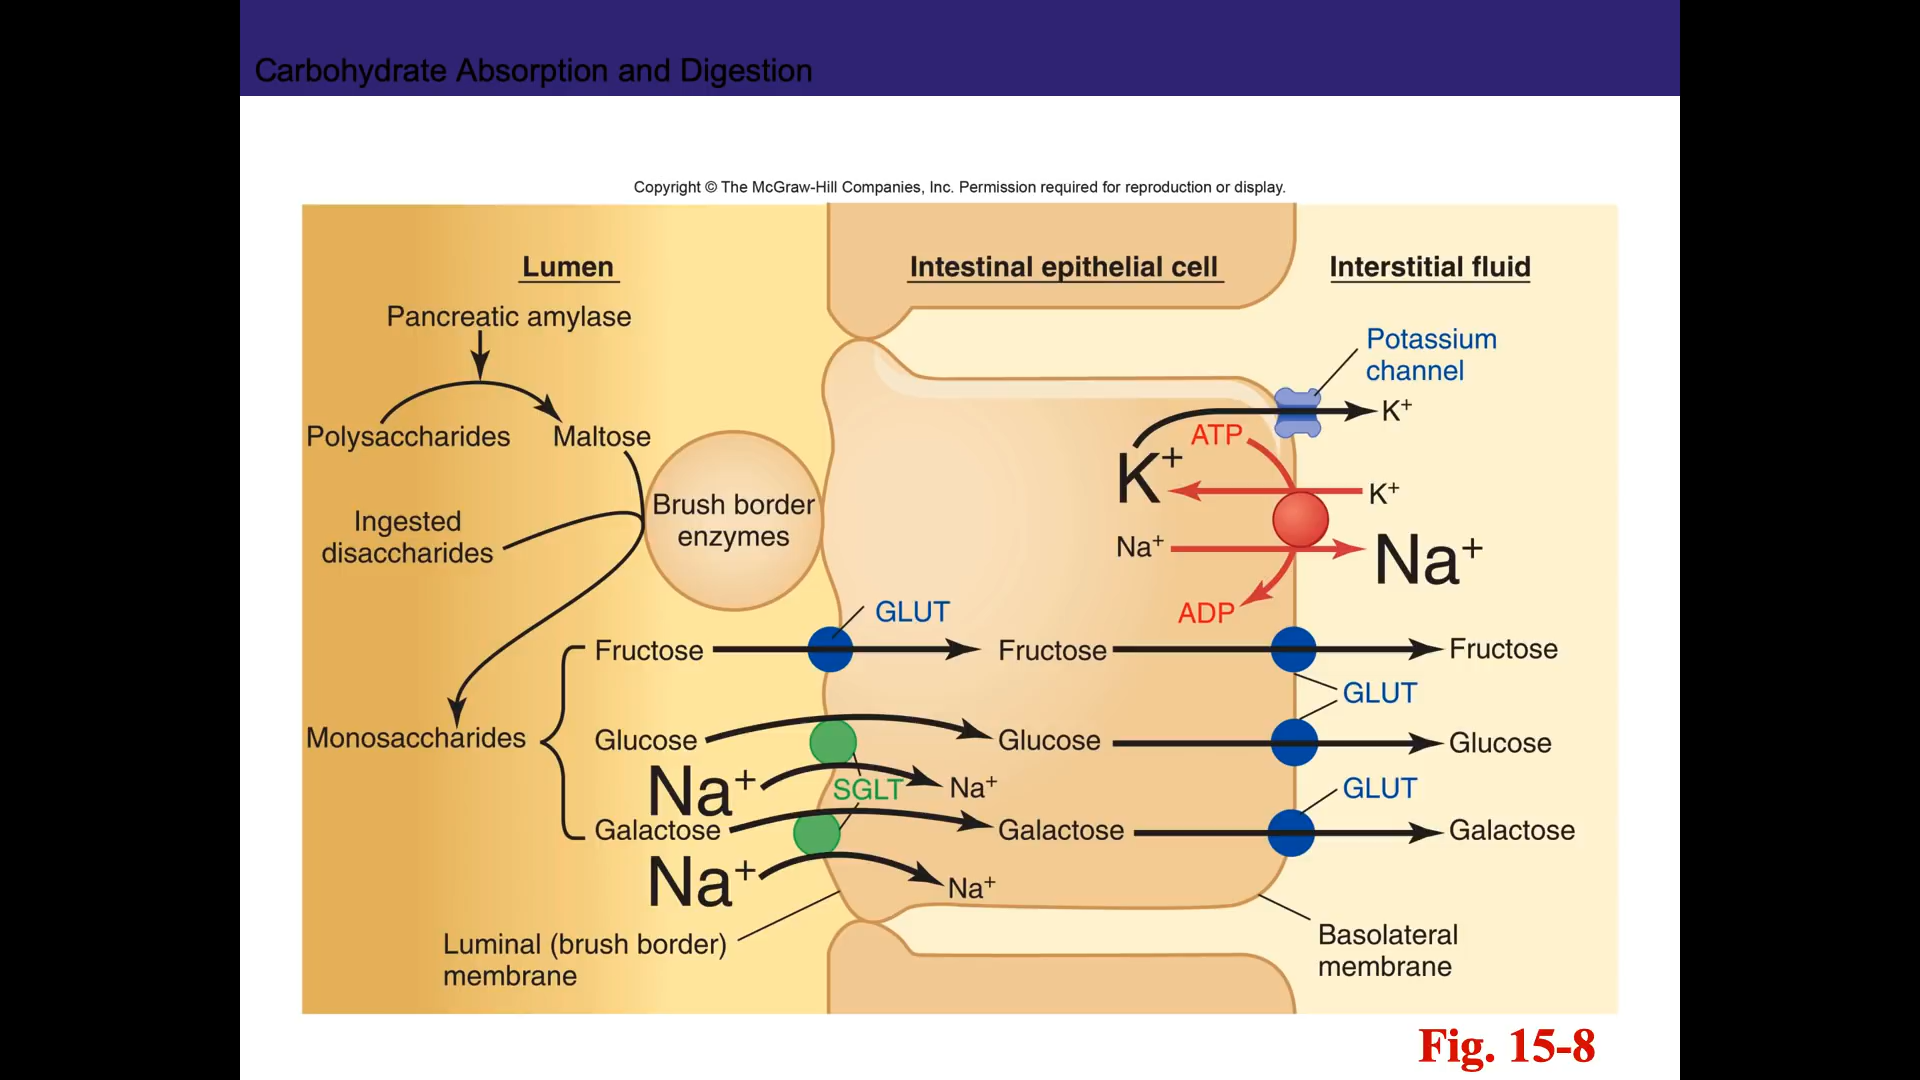 Carbohydrate Absorption and Digestion
Copyright © The McGraw-Hill Companies, Inc. Permission required for reproduction or display.
Lumen
Intestinal epithelial cell
Interstitial fluid
Pancreatic amylase
Polysaccharides
Maltose
Ingested
disaccharides
Brush border
enzymes
Potassium
channel
K⁺
ATP
K⁺
K⁺
Na⁺
Na⁺
ADP
GLUT
Fructose
Fructose
Fructose
GLUT
Monosaccharides
Glucose
Glucose
Glucose
Na⁺
SGLT
Na⁺
GLUT
Galactose
Galactose
Galactose
Na⁺
Na⁺
Luminal (brush border)
membrane
Basolateral
membrane
Fig. 15-8